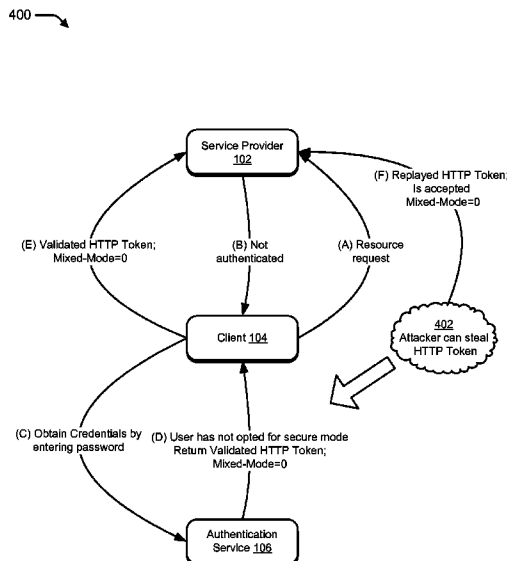 400
Service Provider
102
(F) Replayed HTTP Token;
Is accepted
Mixed-Mode=0
(E) Validated HTTP Token;
Mixed-Mode=0
(B) Not
authenticated
(A) Resource
request
Client 104
402
Attacker can steal
HTTP Token
(C) Obtain Credentials by
entering password
(D) User has not opted for secure mode
Return Validated HTTP Token;
Mixed-Mode=0
Authentication
Service 106